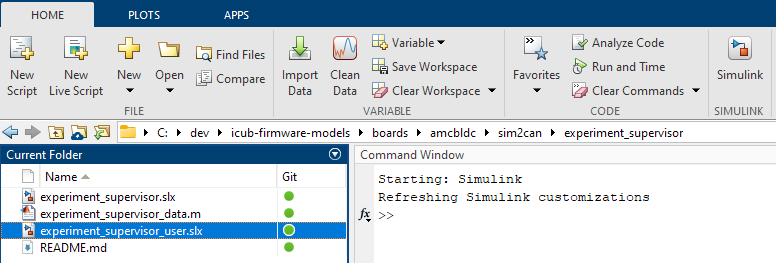 HOME PLOTS APPS
New Script
New Live Script
New
Open
Find Files
Compare
Import Data
Clean Data
Variable
Save Workspace
Clear Workspace
Favorites
Analyze Code
Run and Time
Clear Commands
Simulink
FILE VARIABLE CODE SIMULINK
C: dev icub-firmware-models boards amcbldc sim2can experiment_supervisor
Current Folder
Name Git
experiment_supervisor.slx
experiment_supervisor_data.m
experiment_supervisor_user.slx
README.md
Command Window
Starting: Simulink
Refreshing Simulink customizations
fx >>